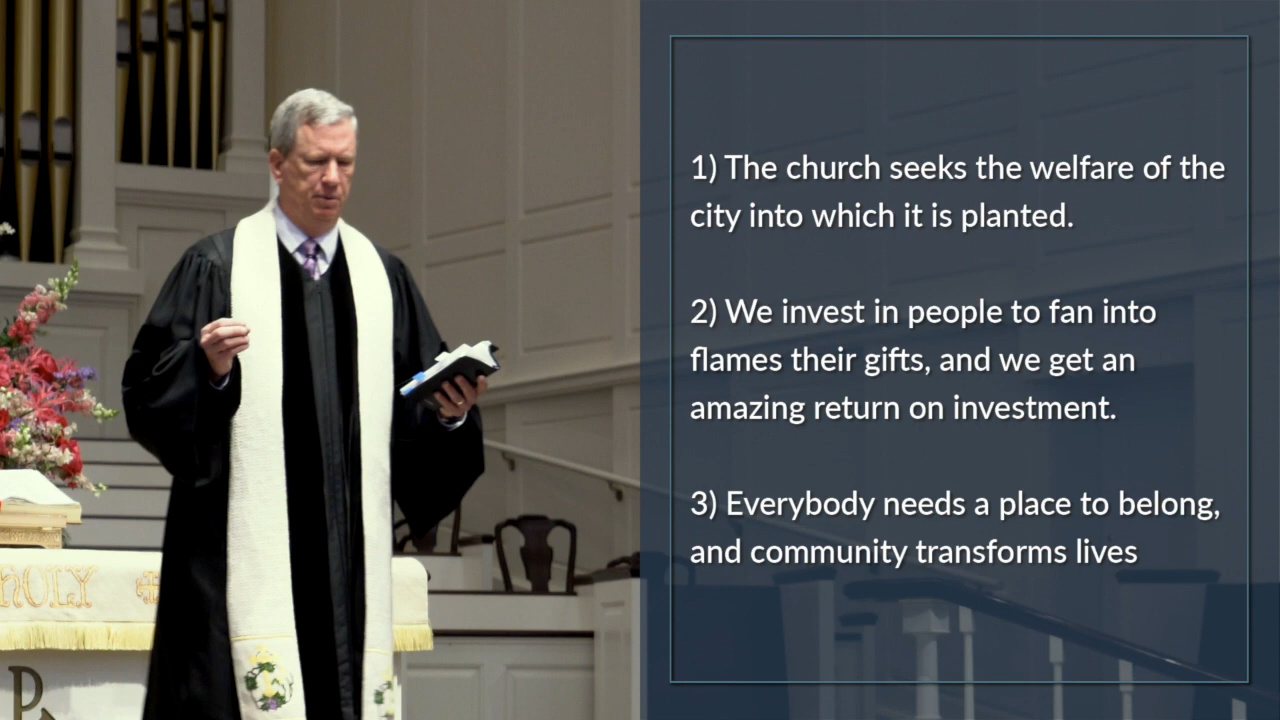 1) The church seeks the welfare of the
city into which it is planted.
2) We invest in people to fan into
flames their gifts, and we get an
amazing return on investment.
3) Everybody needs a place to belong,
and community transforms lives
HOLY